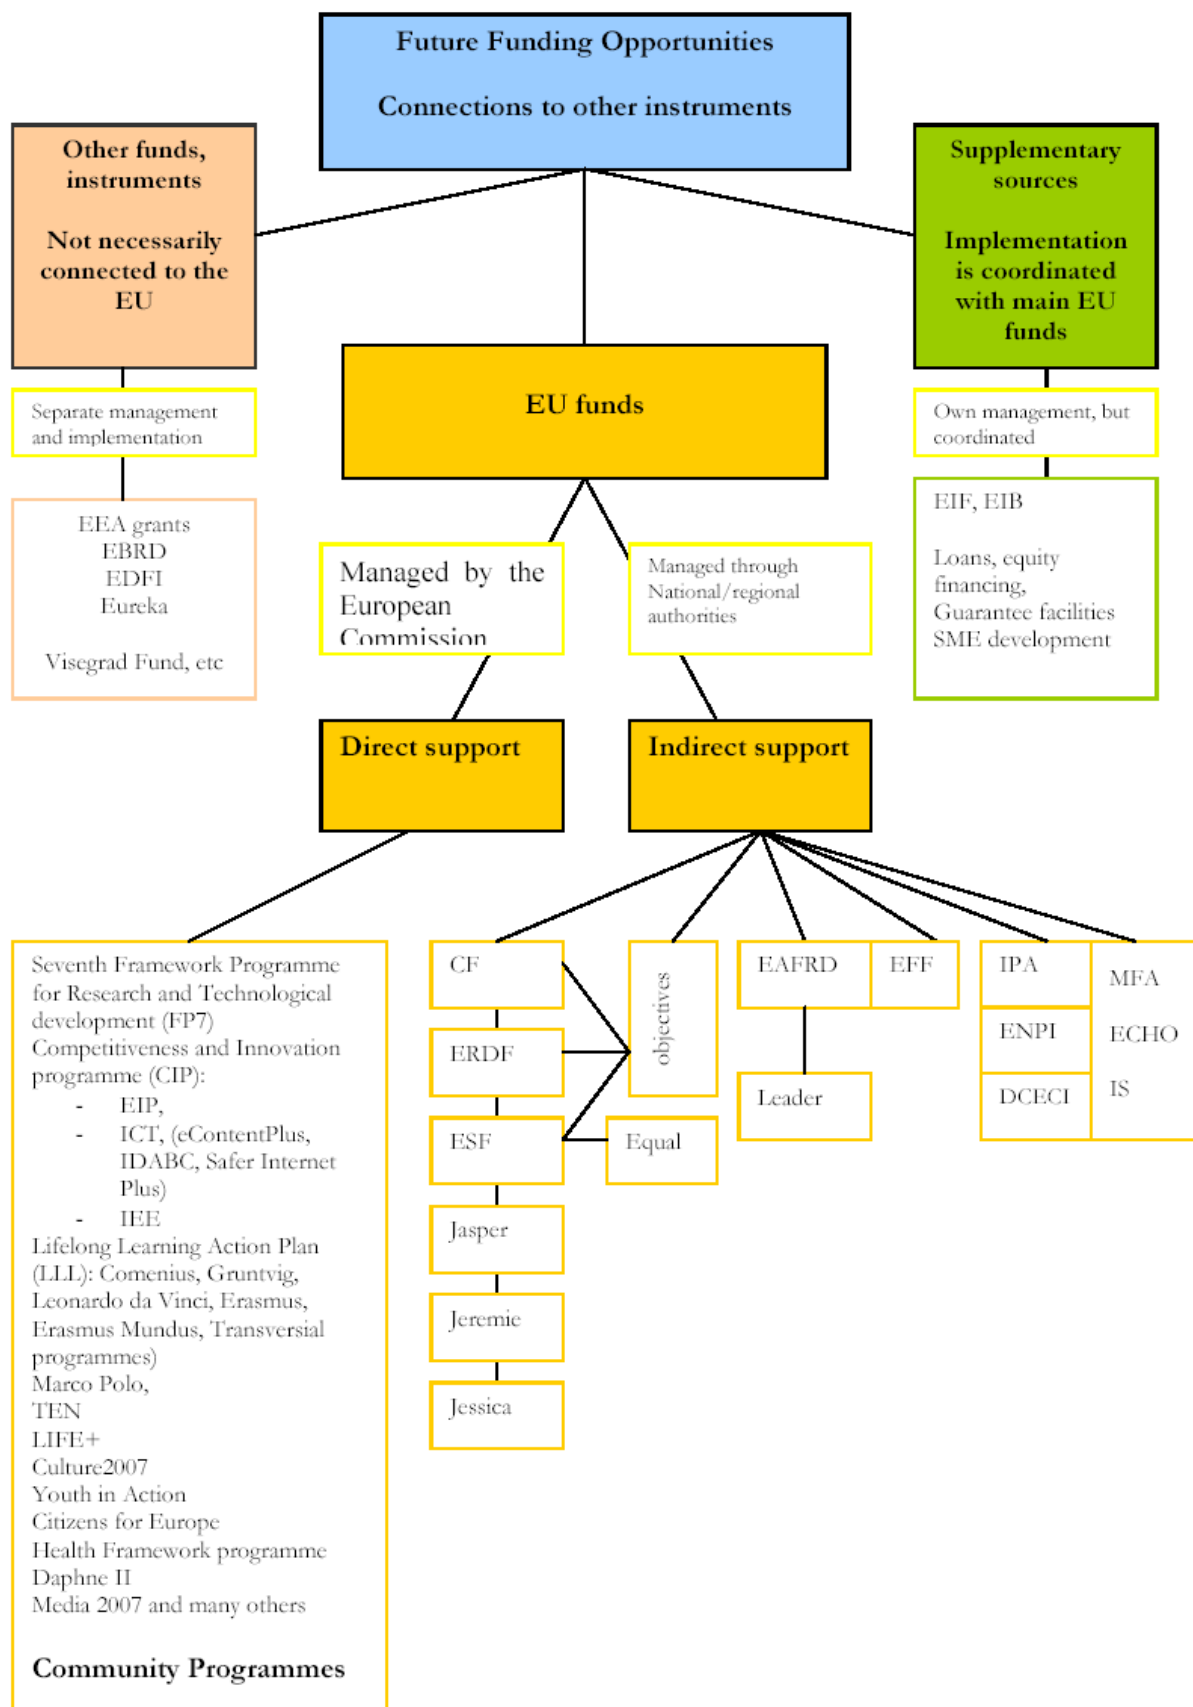 Future Funding Opportunities
Connections to other instruments
Other funds,
instruments
Not necessarily
connected to the
EU
Supplementary
sources
Implementation
is coordinated
with main EU
funds
EU funds
Separate management
and implementation
Own management, but
coordinated
EEA grants
EBRD
EDFI
Eureka
Visegrad Fund, etc
Managed by the
European
Commission
Managed through
National/regional
authorities
EIF, EIB
Loans, equity
financing,
Guarantee facilities
SME development
Direct support
Indirect support
Seventh Framework Programme
for Research and Technological
development (FP7)
Competitiveness and Innovation
programme (CIP):
- EIP,
- ICT, (eContentPlus,
IDABC, Safer Internet
Plus)
- IEE
Lifelong Learning Action Plan
(LLL): Comenius, Gruntvig,
Leonardo da Vinci, Erasmus,
Erasmus Mundus, Transversial
programmes)
Marco Polo,
TEN
LIFE+
Culture2007
Youth in Action
Citizens for Europe
Health Framework programme
Daphne II
Media 2007 and many others
Community Programmes
CF
ERDF
ESF
Jasper
Jeremie
Jessica
objectives
Equal
EAFRD
Leader
EFF
IPA
ENPI
DCECI
MFA
ECHO
IS